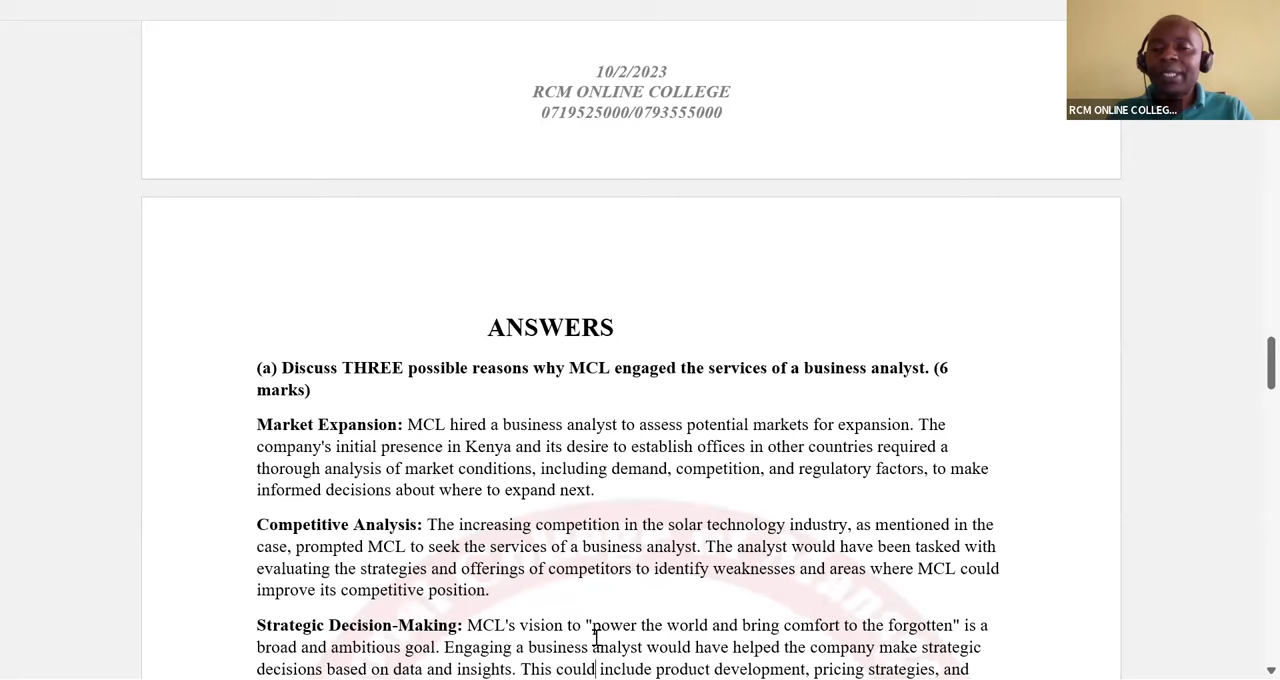 10/2/2023
RCM ONLINE COLLEGE
0719525000/0793555000
RCM ONLINE COLLEG...
ANSWERS
(a) Discuss THREE possible reasons why MCL engaged the services of a business analyst. (6
marks)
Market Expansion: MCL hired a business analyst to assess potential markets for expansion. The
company's initial presence in Kenya and its desire to establish offices in other countries required a
thorough analysis of market conditions, including demand, competition, and regulatory factors, to make
informed decisions about where to expand next.
Competitive Analysis: The increasing competition in the solar technology industry, as mentioned in the
case, prompted MCL to seek the services of a business analyst. The analyst would have been tasked with
evaluating the strategies and offerings of competitors to identify weaknesses and areas where MCL could
improve its competitive position.
Strategic Decision-Making: MCL's vision to "power the world and bring comfort to the forgotten" is a
broad and ambitious goal. Engaging a business analyst would have helped the company make strategic
decisions based on data and insights. This could include product development, pricing strategies, and